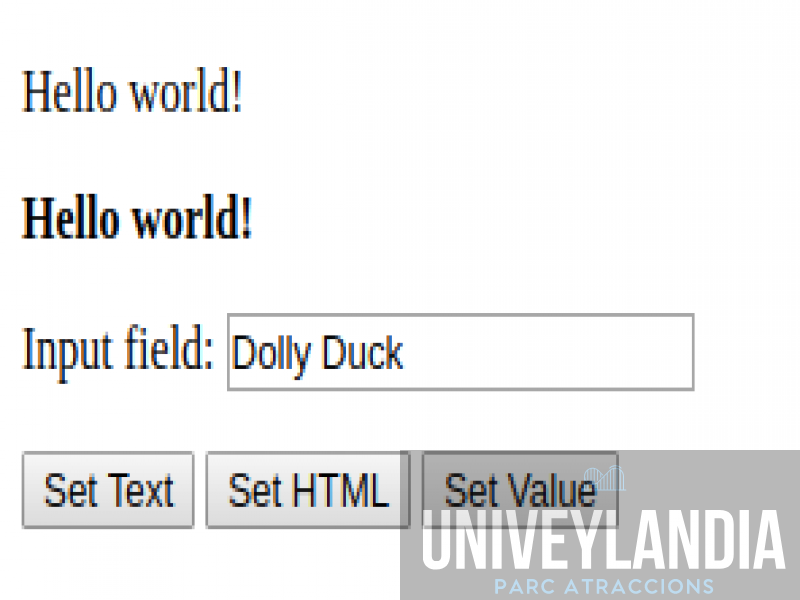 Hello world!
Hello world!
Input field: Dolly Duck
Set Text Set HTML Set Value
UNIVEYLANDIA
PARC ATRACCIONS